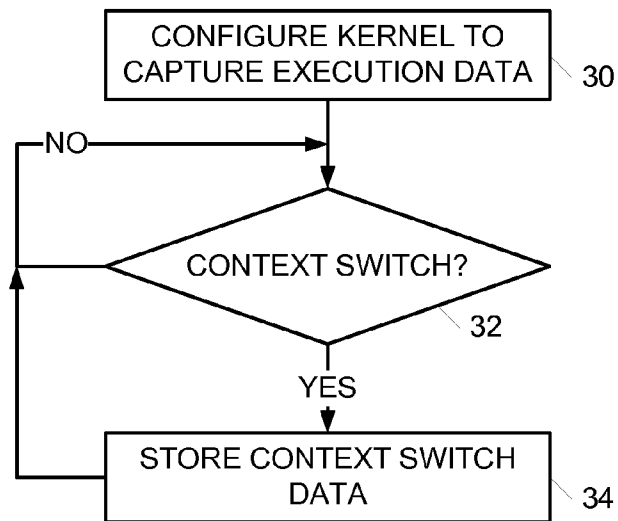 CONFIGURE KERNEL TO
CAPTURE EXECUTION DATA
30
NO
CONTEXT SWITCH?
32
YES
STORE CONTEXT SWITCH
DATA
34